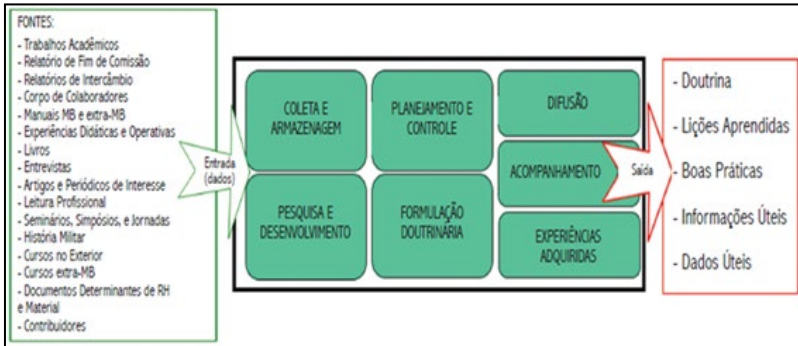 FONTES:
- Trabalhos Acadêmicos
- Relatório de Fim de Comissão
- Relatórios de Intercâmbio
- Corpo de Colaboradores
- Manuais MB e extra-MB
- Experiências Didáticas e Operativas
- Livros
- Entrevistas
- Artigos e Periódicos de Interesse
- Leitura Profissional
- Seminários, Simpósios, e Jornadas
- História Militar
- Cursos no Exterior
- Cursos extra-MB
- Documentos Determinantes de RH
e Material
- Contribuidores
Entrada
(dados)
COLETA E
ARMAZENAGEM
PLANEJAMENTO E
CONTROLE
DIFUSÃO
ACOMPANHAMENTO
PESQUISA E
DESENVOLVIMENTO
FORMULAÇÃO
DOUTRINÁRIA
EXPERIÊNCIAS
ADQUIRIDAS
Saída
- Doutrina
- Lições Aprendidas
- Boas Práticas
- Informações Úteis
- Dados Úteis